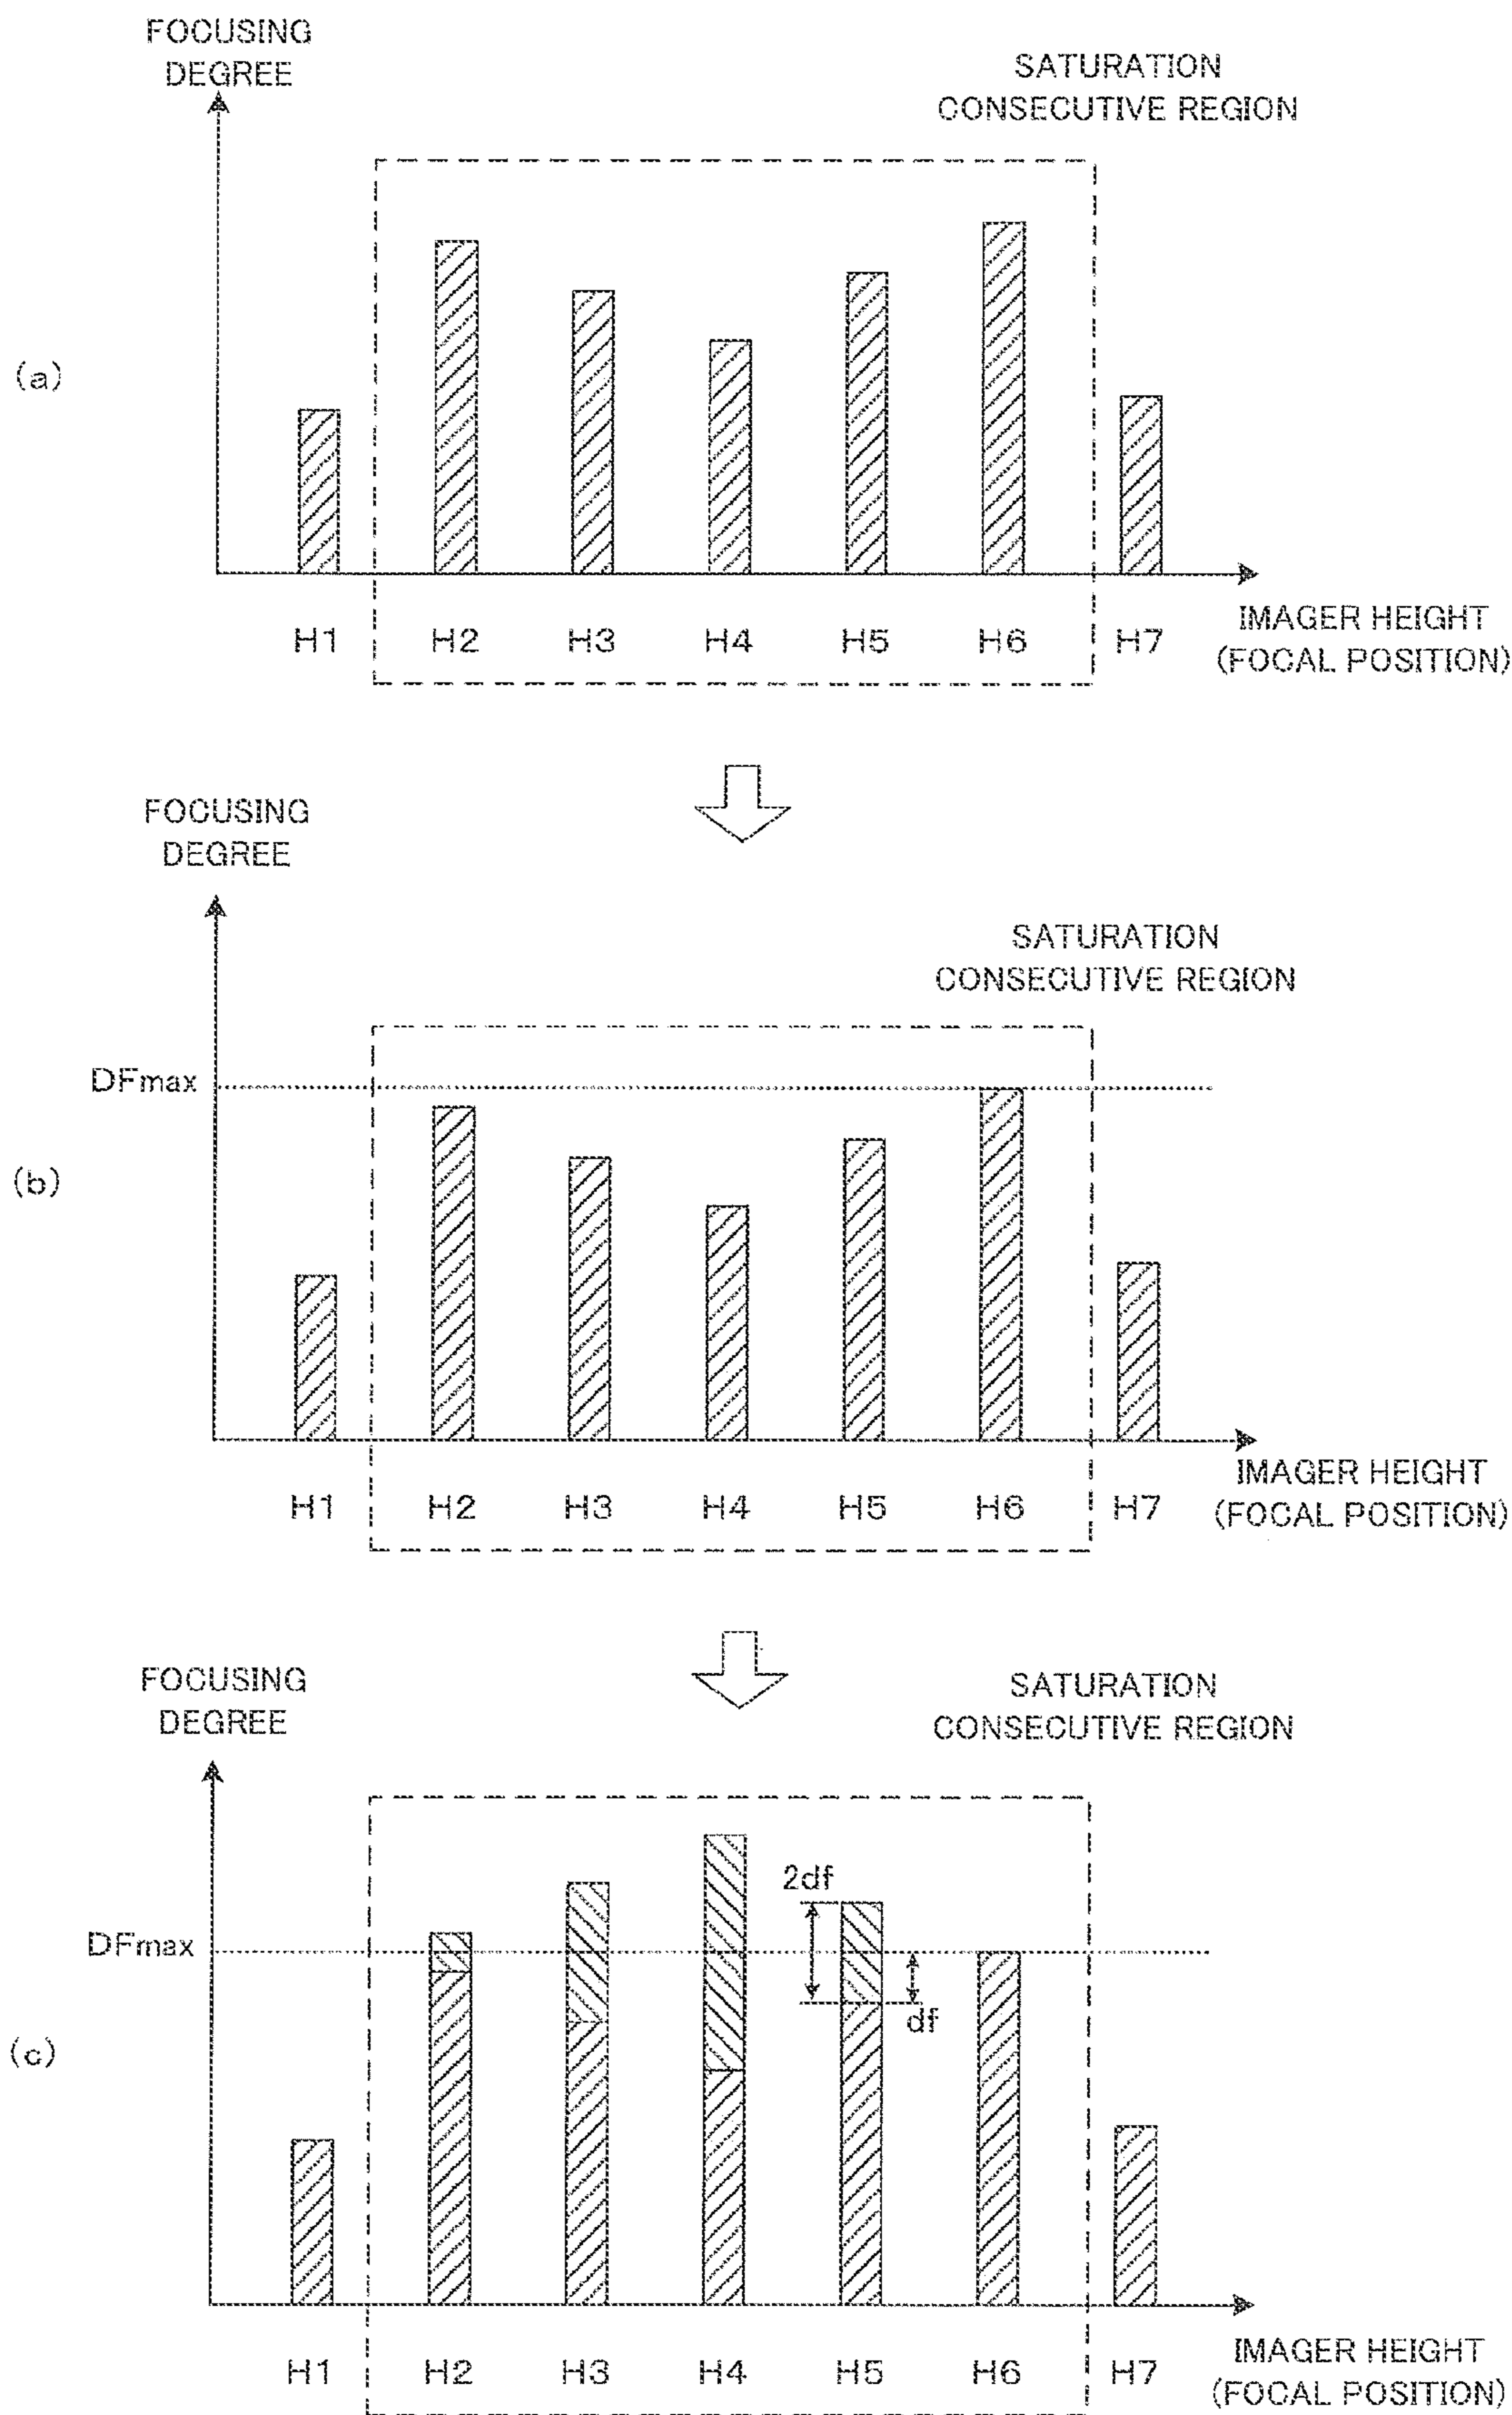 FOCUSING
DEGREE
SATURATION
CONSECUTIVE REGION
(a)
H1 H2 H3 H4 H5 H6 H7
IMAGER HEIGHT
(FOCAL POSITION)
FOCUSING
DEGREE
SATURATION
CONSECUTIVE REGION
DFmax
(b)
H1 H2 H3 H4 H5 H6 H7
IMAGER HEIGHT
(FOCAL POSITION)
FOCUSING
DEGREE
SATURATION
CONSECUTIVE REGION
2df
DFmax
df
(c)
H1 H2 H3 H4 H5 H6 H7
IMAGER HEIGHT
(FOCAL POSITION)